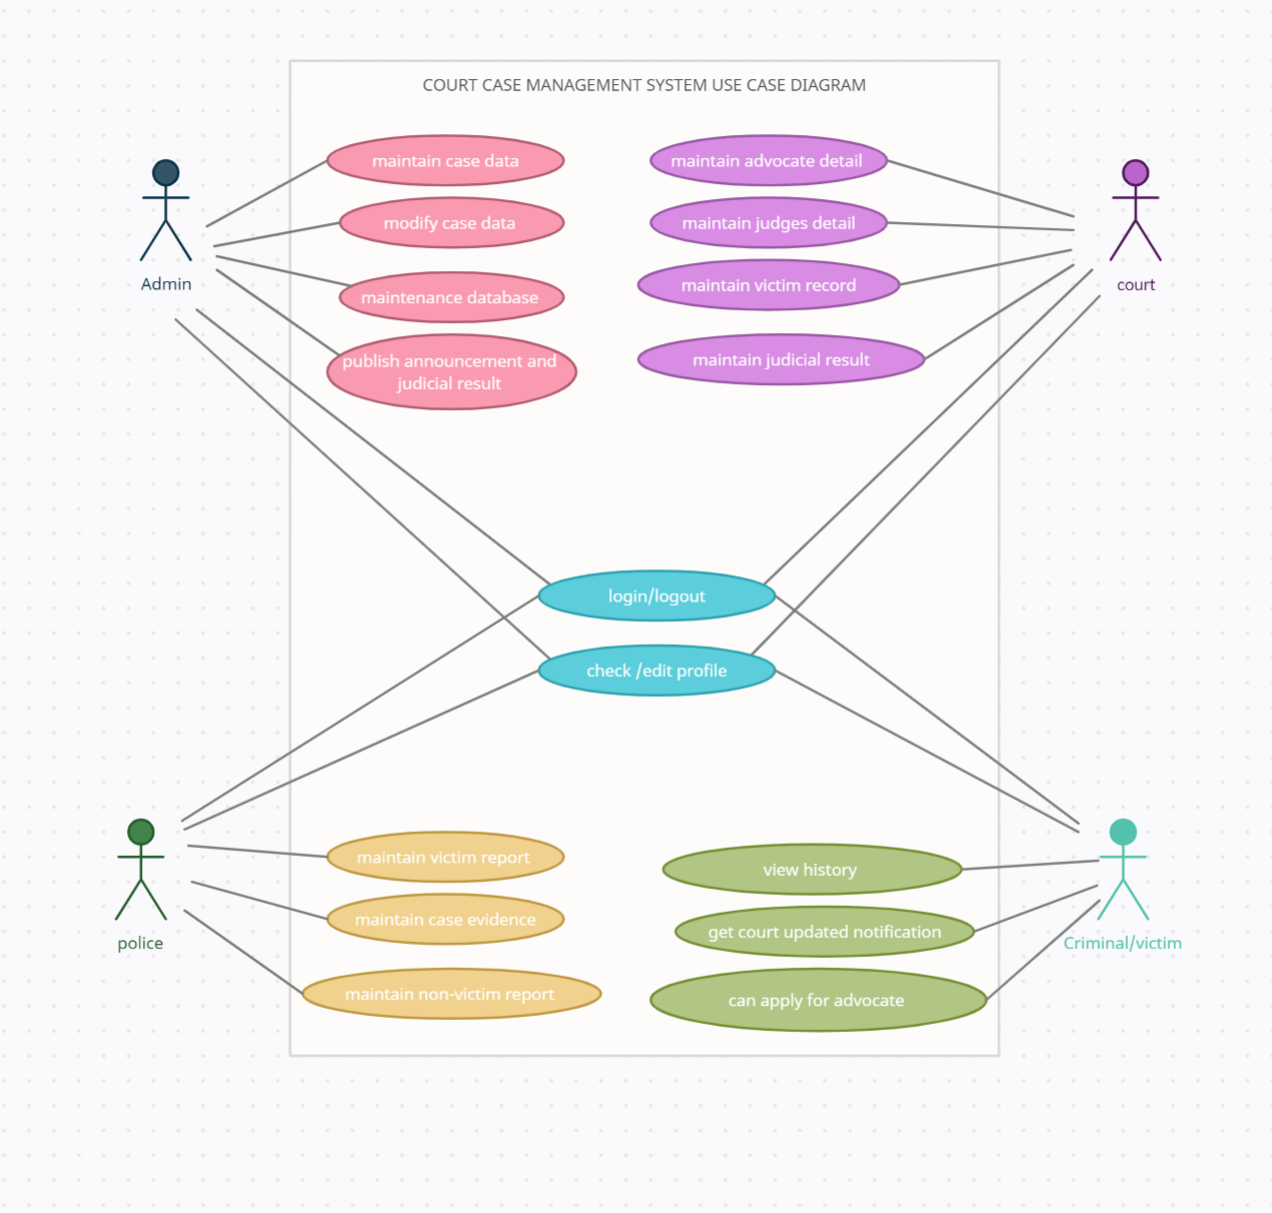 COURT CASE MANAGEMENT SYSTEM USE CASE DIAGRAM
maintain case data
maintain advocate detail
modify case data
maintain judges detail
Admin
court
maintenance database
maintain victim record
publish announcement and
judicial result
maintain judicial result
login/logout
check /edit profile
maintain victim report
view history
maintain case evidence
get court updated notification
police
Criminal/victim
maintain non-victim report
can apply for advocate